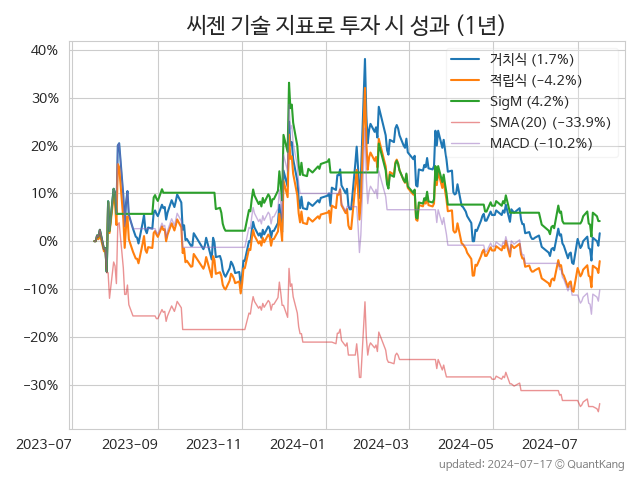 씨젠 기술 지표로 투자 시 성과 (1년)
거치식 (1.7%)
적립식 (−4.2%)
SigM (4.2%)
SMA(20) (−33.9%)
MACD (−10.2%)
40%
30%
20%
10%
0%
−10%
−20%
−30%
2023-07 2023-09 2023-11 2024-01 2024-03 2024-05 2024-07
updated: 2024-07-17 © QuantKang